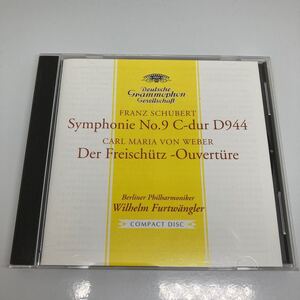 Deutsche
Grammophon
Gesellschaft
FRANZ SCHUBERT
Symphonie No.9 C-dur D944
CARL MARIA VON WEBER
Der Freischütz -Ouvertüre
Berliner Philharmoniker
Wilhelm Furtwängler
COMPACT DISC